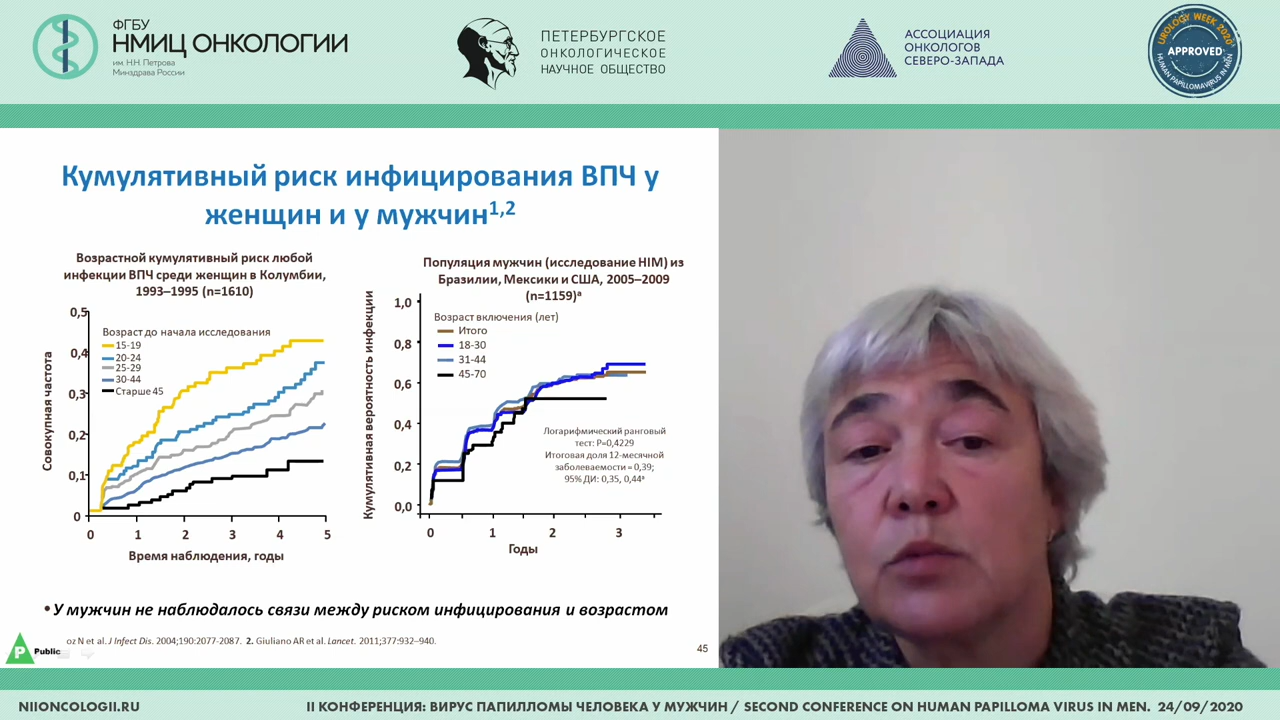 ФГБУ
НМИЦ ОНКОЛОГИИ
им. Н.Н. Петрова
Минздрава России
ПЕТЕРБУРГСКОЕ
ОНКОЛОГИЧЕСКОЕ
НАУЧНОЕ ОБЩЕСТВО
АССОЦИАЦИЯ
ОНКОЛОГОВ
СЕВЕРО-ЗАПАДА
UROLOGY WEEK 2020
APPROVED
HUMAN PAPILLOMAVIRUS IN MEN
Кумулятивный риск инфицирования ВПЧ у
женщин и у мужчин1,2
Возрастной кумулятивный риск любой
инфекции ВПЧ среди женщин в Колумбии,
1993–1995 (n=1610)
Совокупная частота
0,5
0,4
0,3
0,2
0,1
0
Возраст до начала исследования
15-19
20-24
25-29
30-44
Старше 45
0 1 2 3 4 5
Время наблюдения, годы
Популяция мужчин (исследование HIM) из
Бразилии, Мексики и США, 2005–2009
(n=1159)ª
Кумулятивная вероятность инфекции
1,0
0,8
0,6
0,4
0,2
0,0
Возраст включения (лет)
Итого
18-30
31-44
45-70
Логарифмический ранговый
тест: P=0,4229
Итоговая доля 12-месячной
заболеваемости = 0,39;
95% ДИ: 0,35, 0,44ª
0 1 2 3
Годы
• У мужчин не наблюдалось связи между риском инфицирования и возрастом
oz N et al. J Infect Dis. 2004;190:2077-2087. 2. Giuliano AR et al. Lancet. 2011;377:932–940.
Public
45
NIIONCOLOGII.RU
II КОНФЕРЕНЦИЯ: ВИРУС ПАПИЛЛОМЫ ЧЕЛОВЕКА У МУЖЧИН / SECOND CONFERENCE ON HUMAN PAPILLOMA VIRUS IN MEN. 24/09/2020